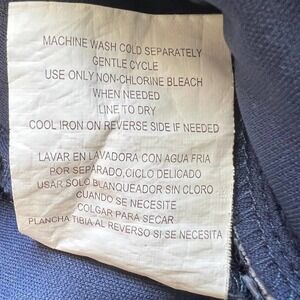 MACHINE WASH COLD SEPARATELY
GENTLE CYCLE
USE ONLY NON-CHLORINE BLEACH
WHEN NEEDED
LINE TO DRY
COOL IRON ON REVERSE SIDE IF NEEDED
LAVAR EN LAVADORA CON AGUA FRIA
POR SEPARADO, CICLO DELICADO
USAR SOLO BLANQUEADOR SIN CLORO
CUANDO SE NECESITE
COLGAR PARA SECAR
PLANCHA TIBIA AL REVERSO SI SE NECESITA